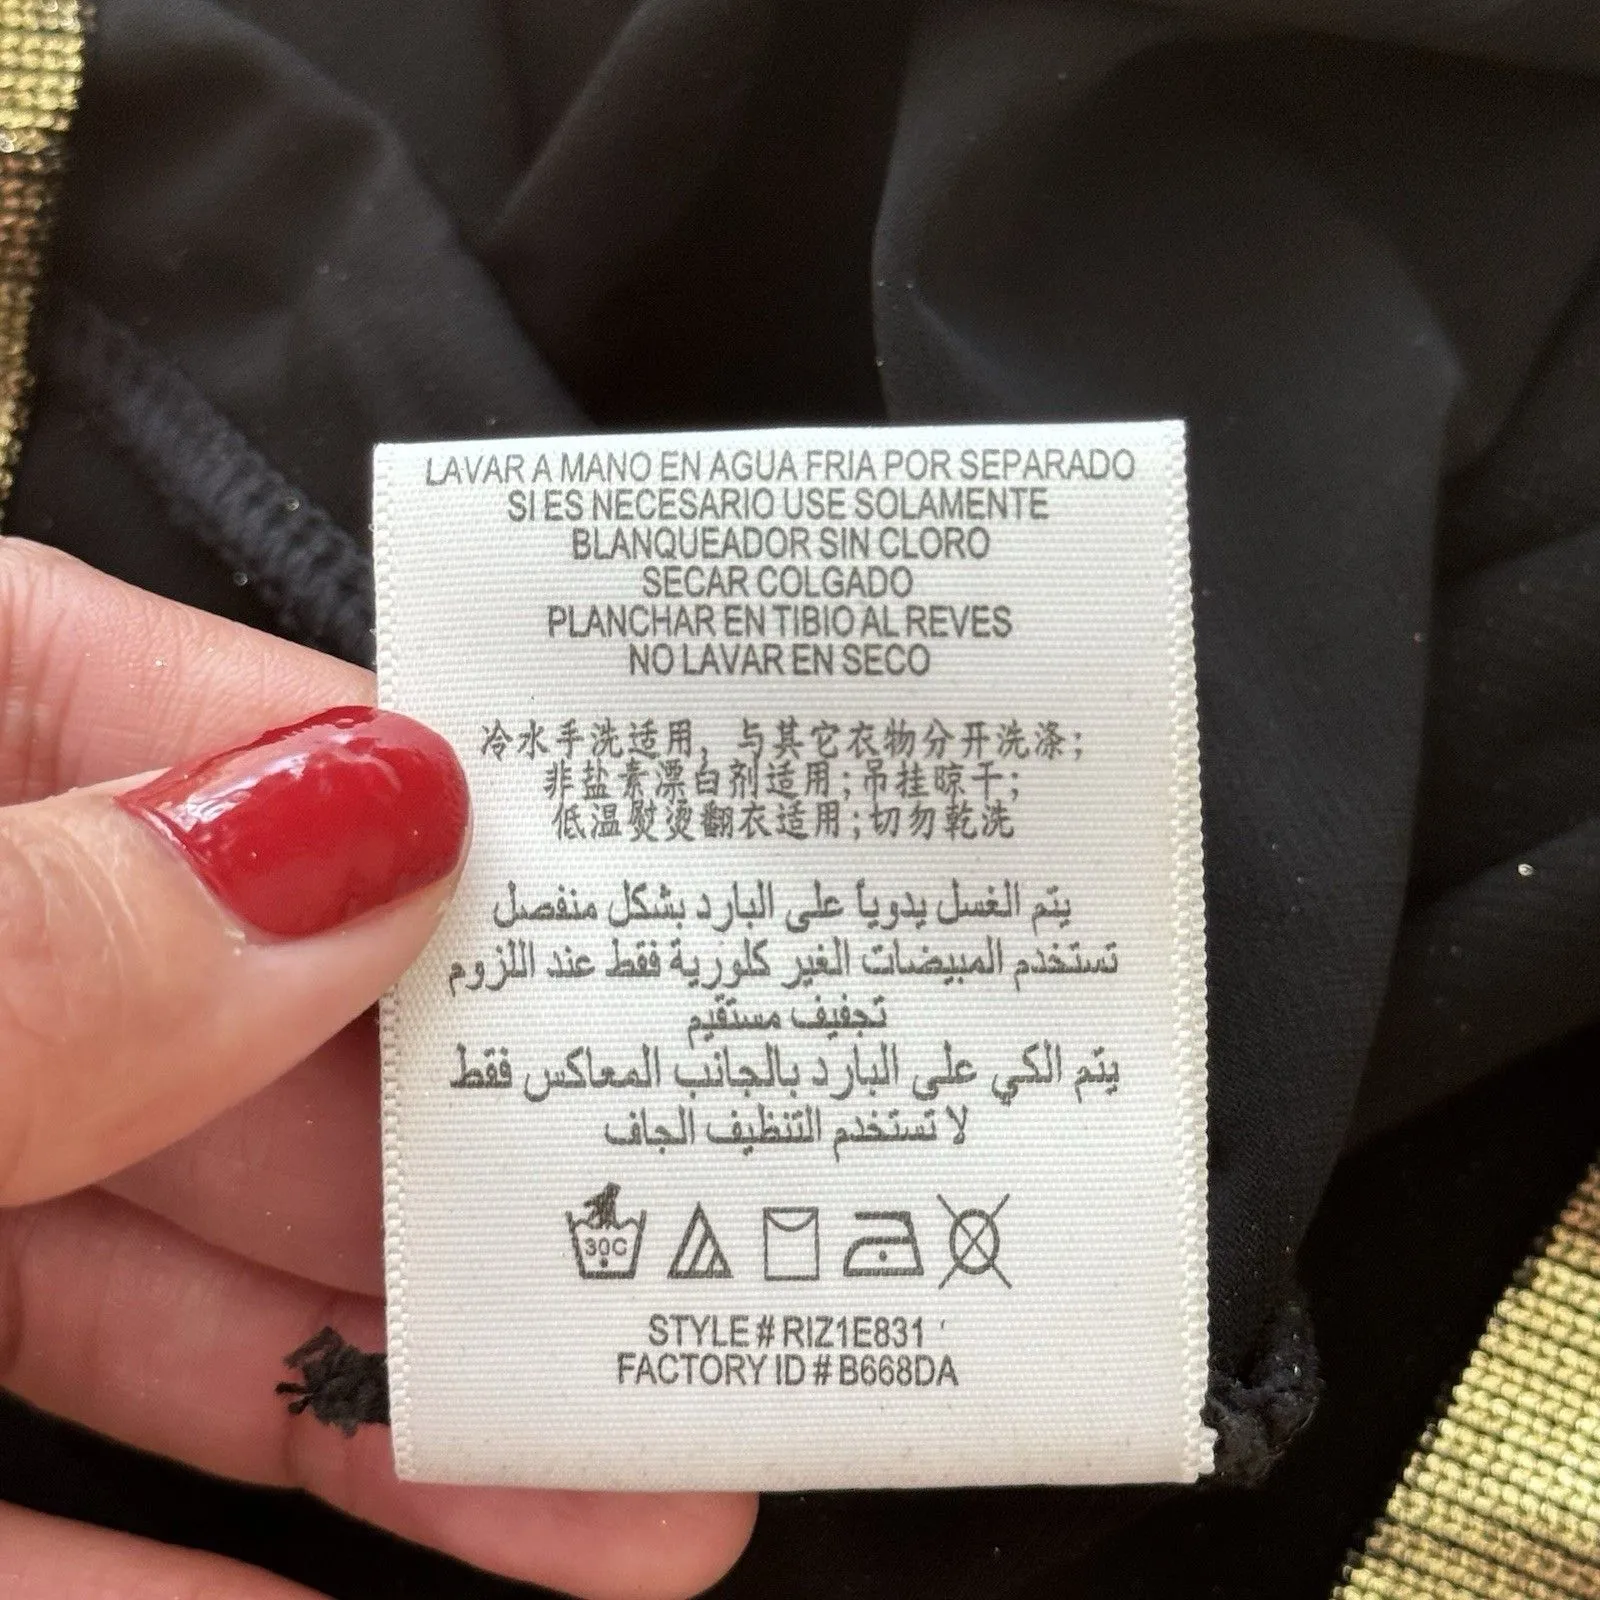 LAVAR A MANO EN AGUA FRIA POR SEPARADO
SI ES NECESARIO USE SOLAMENTE
BLANQUEADOR SIN CLORO
SECAR COLGADO
PLANCHAR EN TIBIO AL REVES
NO LAVAR EN SECO
冷水手洗适用，与其它衣物分开洗涤；
非盐素漂白剂适用；吊挂晾干；
低温熨烫翻衣适用；切勿乾洗
يتم الغسل يدوياً على البارد بشكل منفصل
تستخدم المبيضات الغير كلورية فقط عند اللزوم
تجفيف مستقيم
يتم الكي على البارد بالجانب المعاكس فقط
لا تستخدم التنظيف الجاف
30C
STYLE # RIZ1E831
FACTORY ID # B668DA